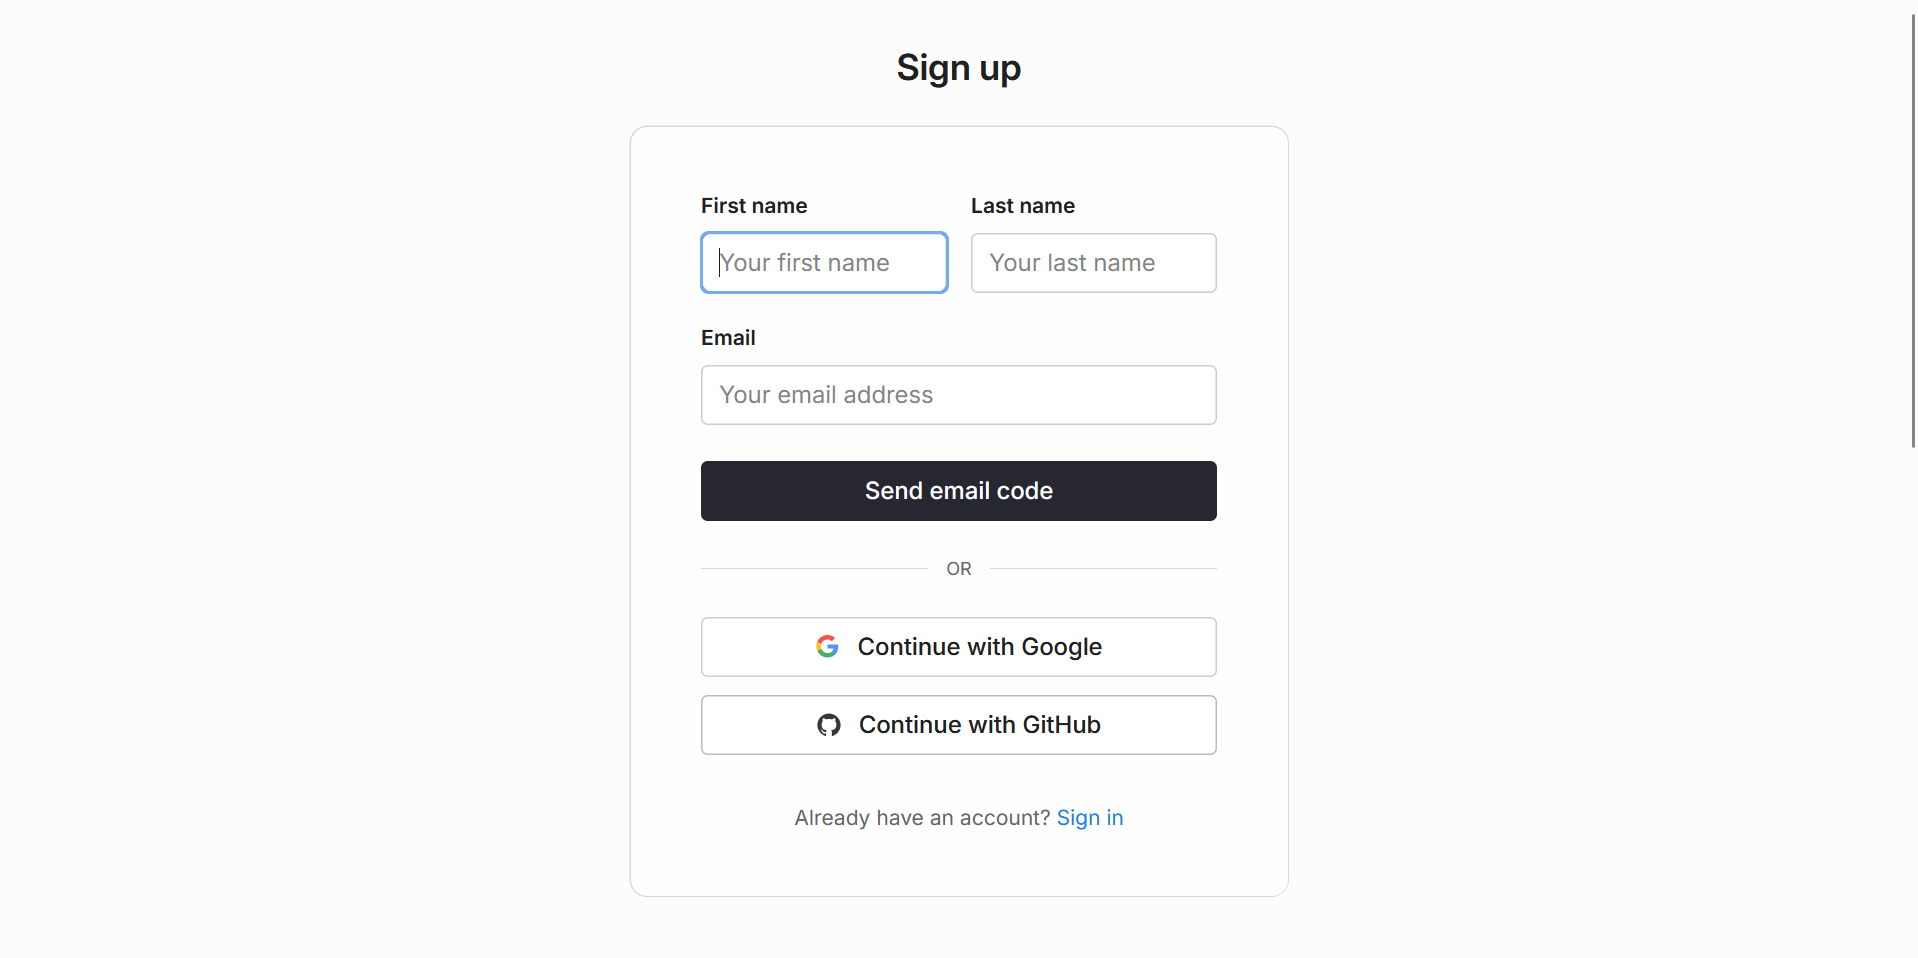 Sign up
First name
Last name
Your first name
Your last name
Email
Your email address
Send email code
OR
Continue with Google
Continue with GitHub
Already have an account? Sign in